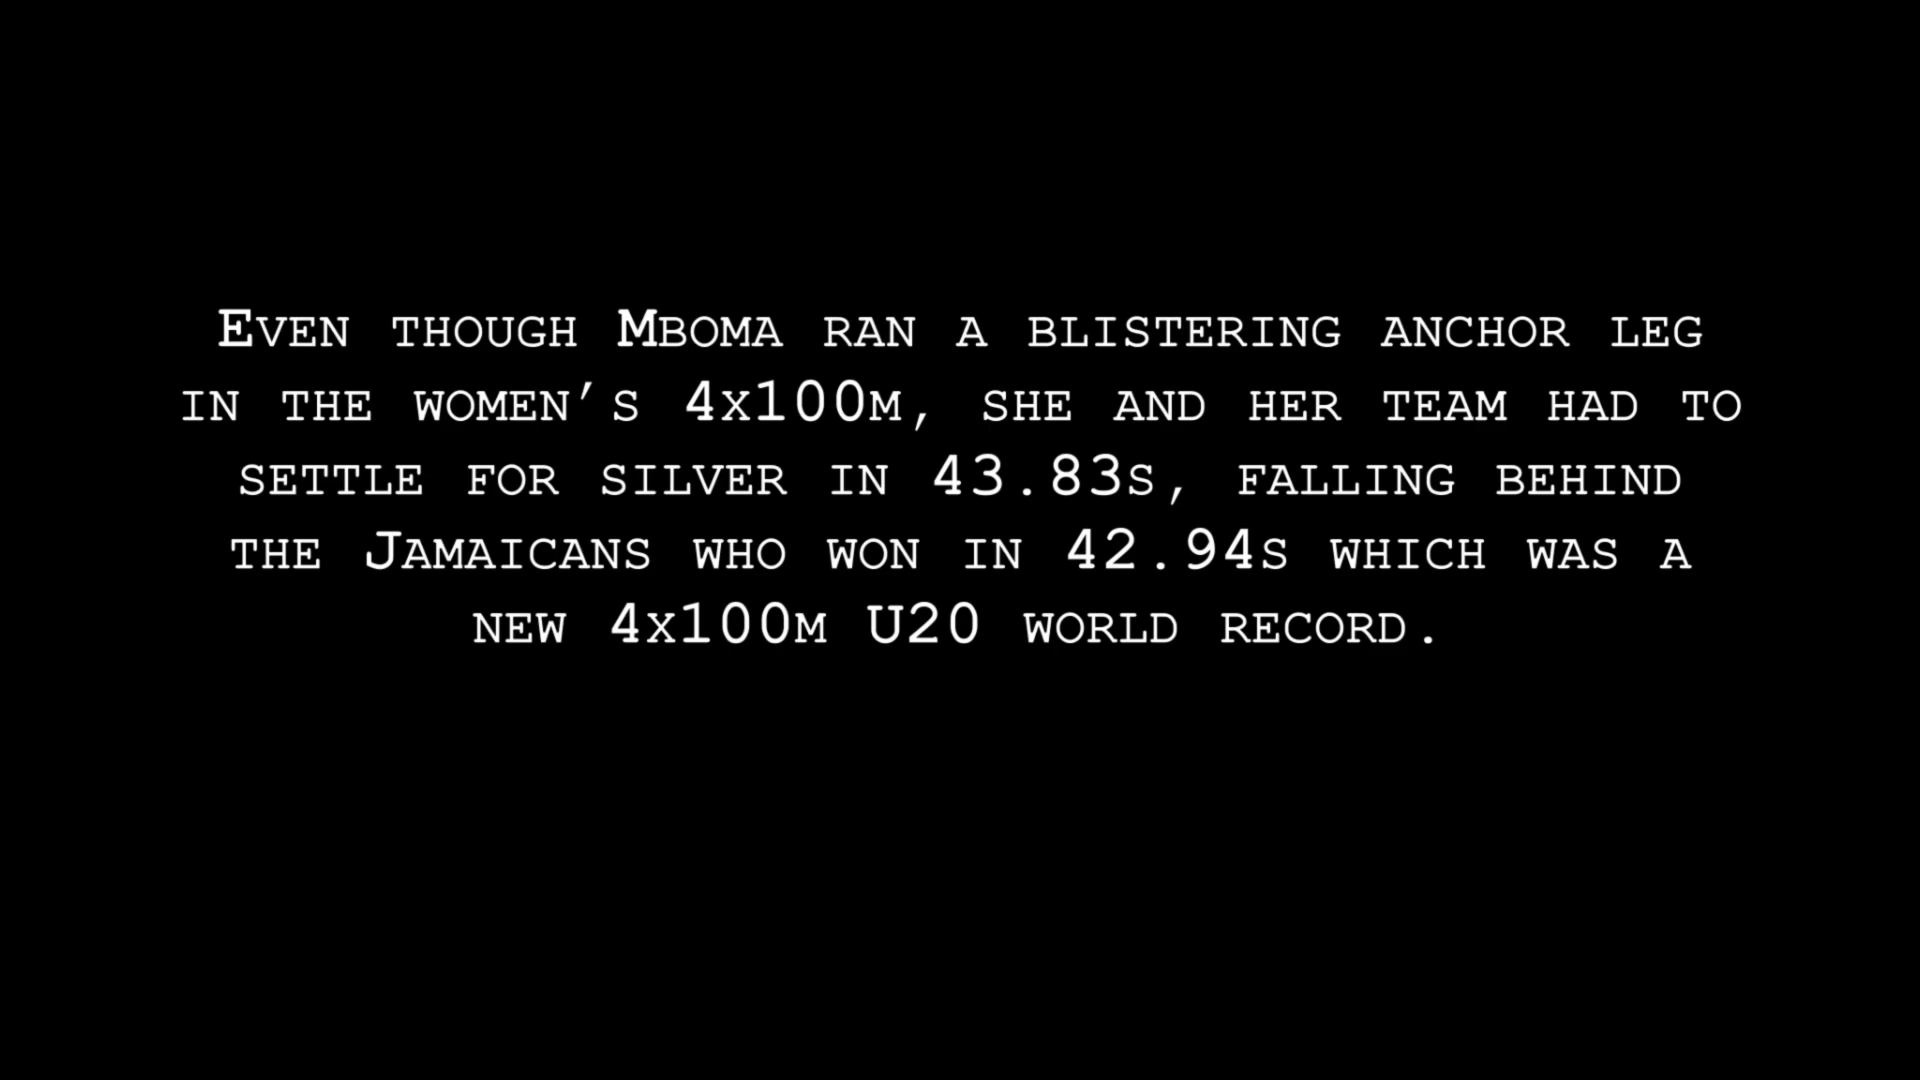 Even though Mboma ran a blistering anchor leg
in the women’s 4x100m, she and her team had to
settle for silver in 43.83s, falling behind
the Jamaicans who won in 42.94s which was a
new 4x100m U20 world record.